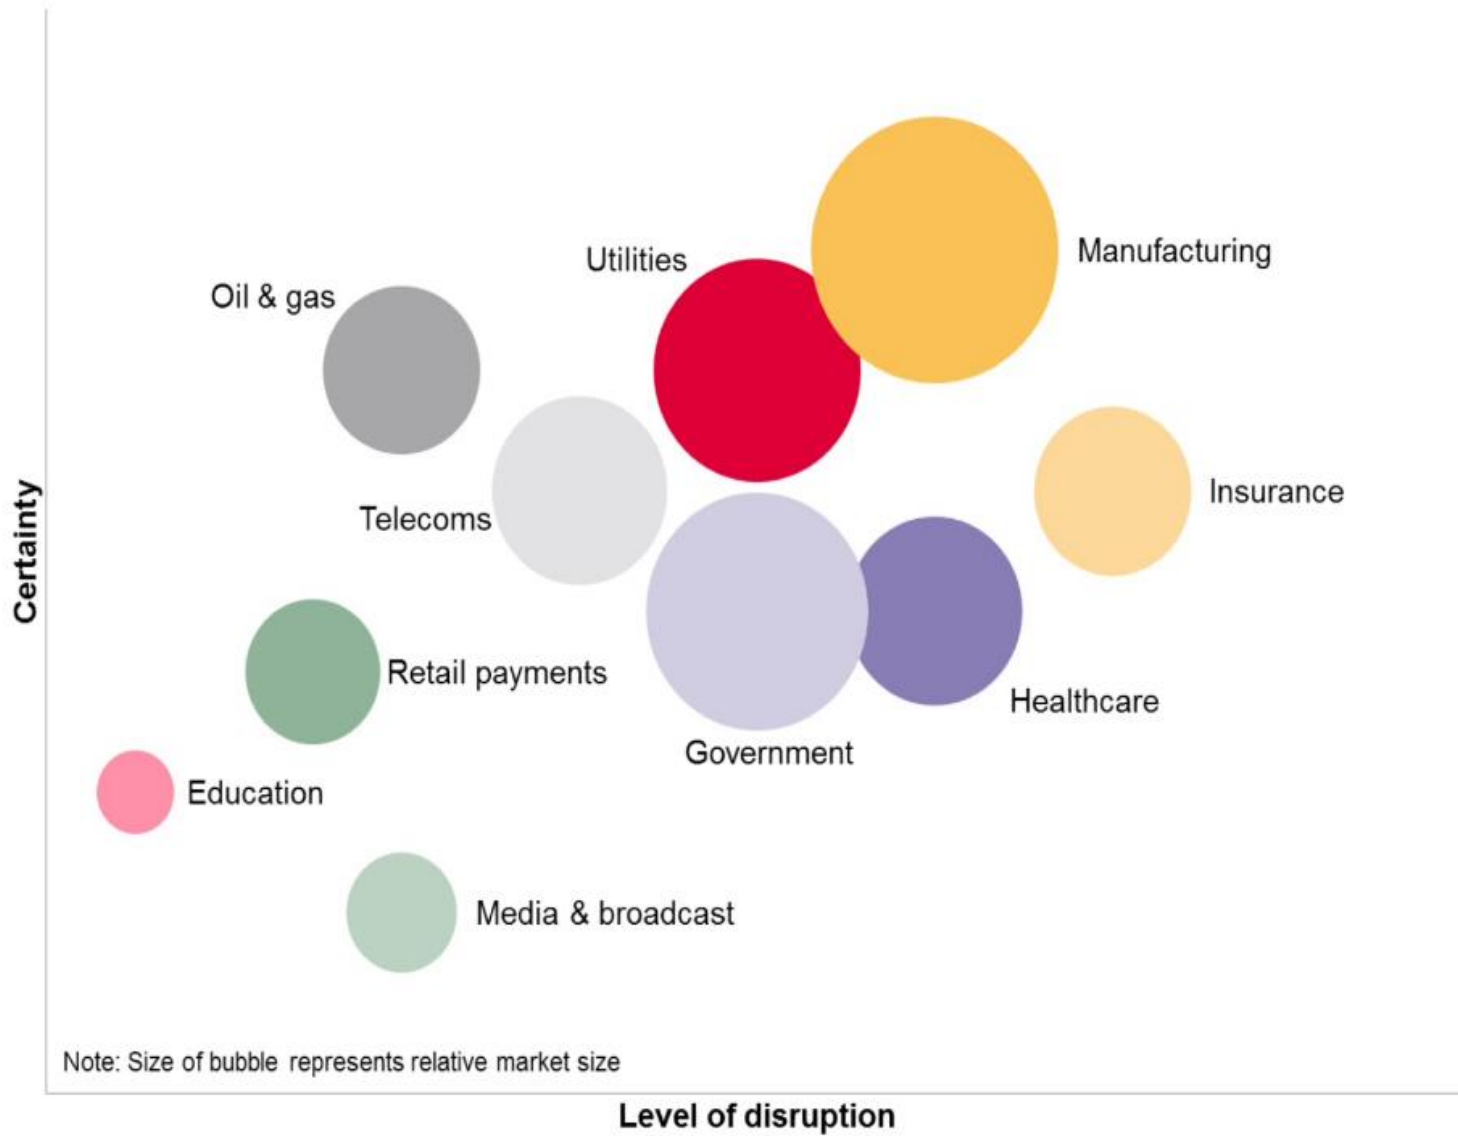 Manufacturing
Utilities
Oil & gas
Insurance
Telecoms
Certainty
Retail payments
Healthcare
Government
Education
Media & broadcast
Note: Size of bubble represents relative market size
Level of disruption